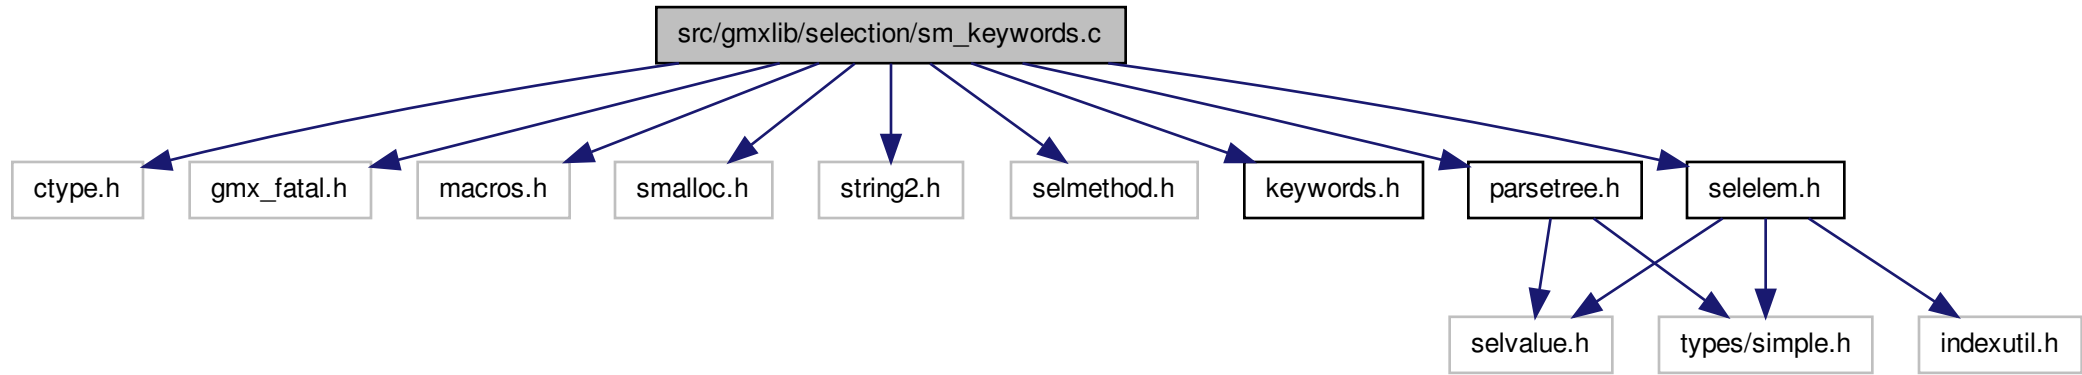 src/gmxlib/selection/sm_keywords.c
ctype.h
gmx_fatal.h
macros.h
smalloc.h
string2.h
selmethod.h
keywords.h
parsetree.h
selelem.h
selvalue.h
types/simple.h
indexutil.h